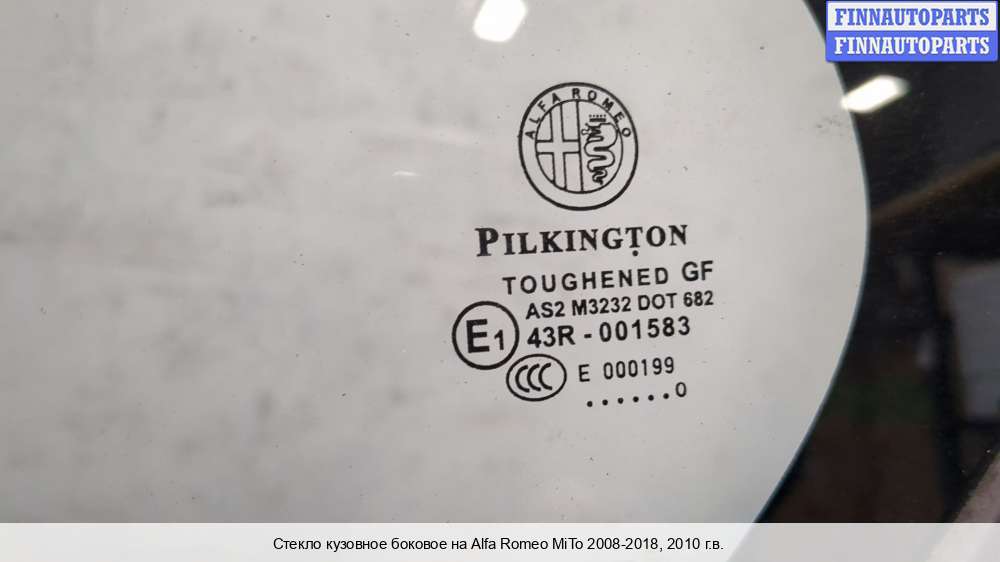 FINNAUTOPARTS
FINNAUTOPARTS
ALFA ROMEO
PILKINGTON
TOUGHENED GF
AS2 M3232 DOT 682
E1 43R - 001583
CCC E 000199
......0
Стекло кузовное боковое на Alfa Romeo MiTo 2008-2018, 2010 г.в.